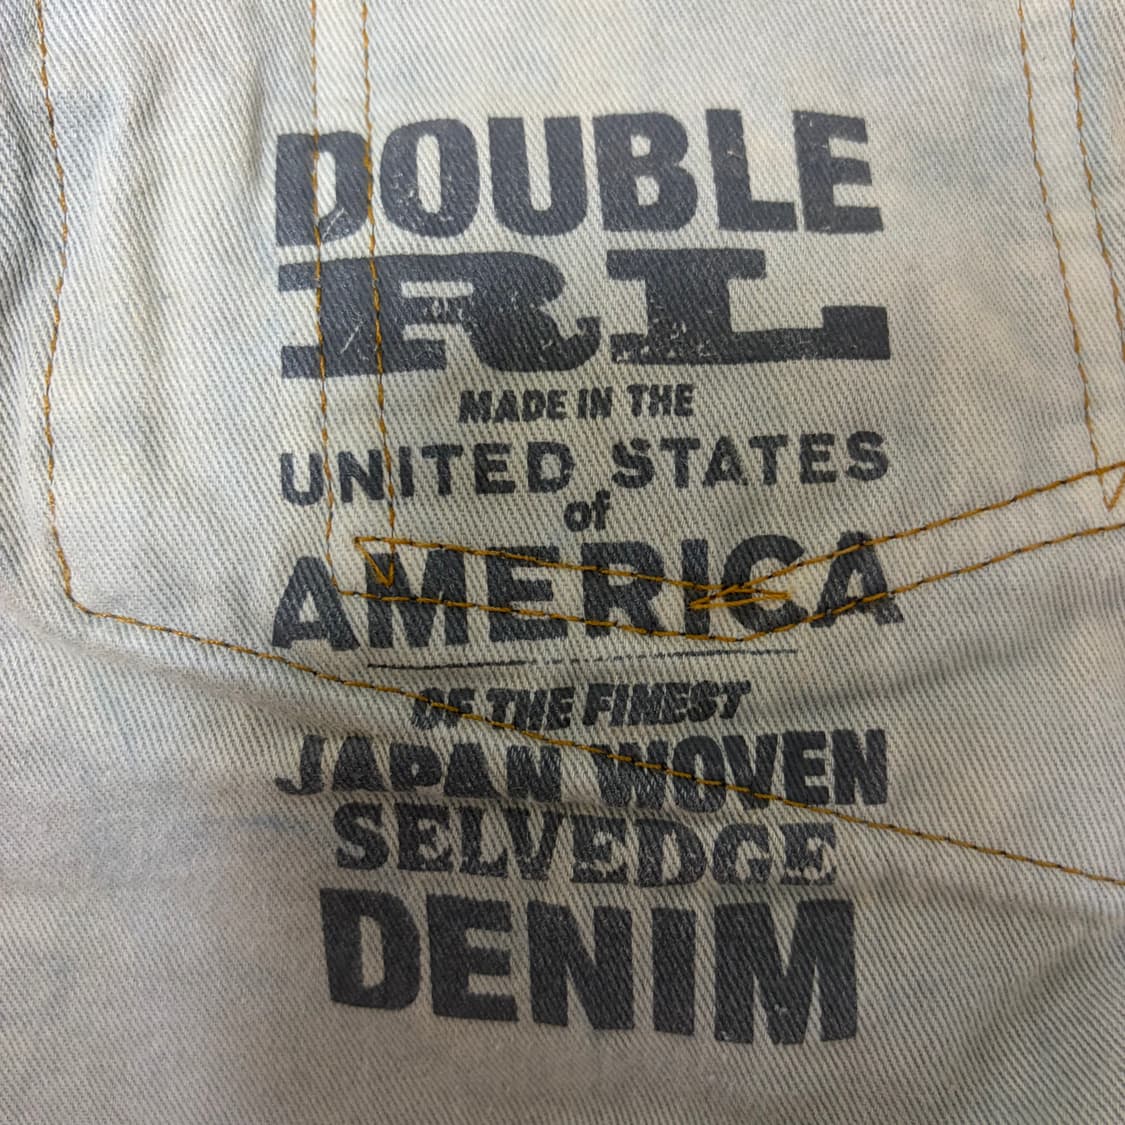 DOUBLE
RL
MADE IN THE
UNITED STATES
of
AMERICA
OF THE FINEST
JAPAN WOVEN
SELVEDGE
DENIM